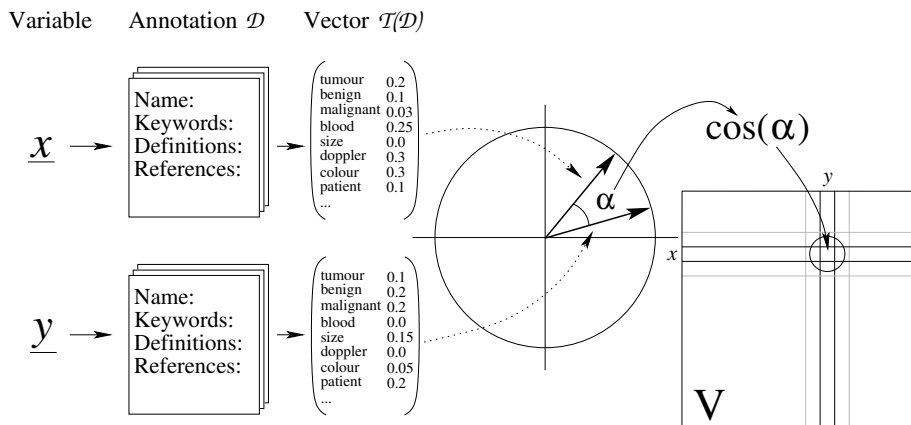 Variable Annotation D Vector T(D)
x
Name:
Keywords:
Definitions:
References:
tumour 0.2
benign 0.1
malignant 0.03
blood 0.25
size 0.0
doppler 0.3
colour 0.3
patient 0.1
...
y
Name:
Keywords:
Definitions:
References:
tumour 0.1
benign 0.2
malignant 0.2
blood 0.0
size 0.15
doppler 0.0
colour 0.05
patient 0.2
...
α
cos(α)
y
x
V